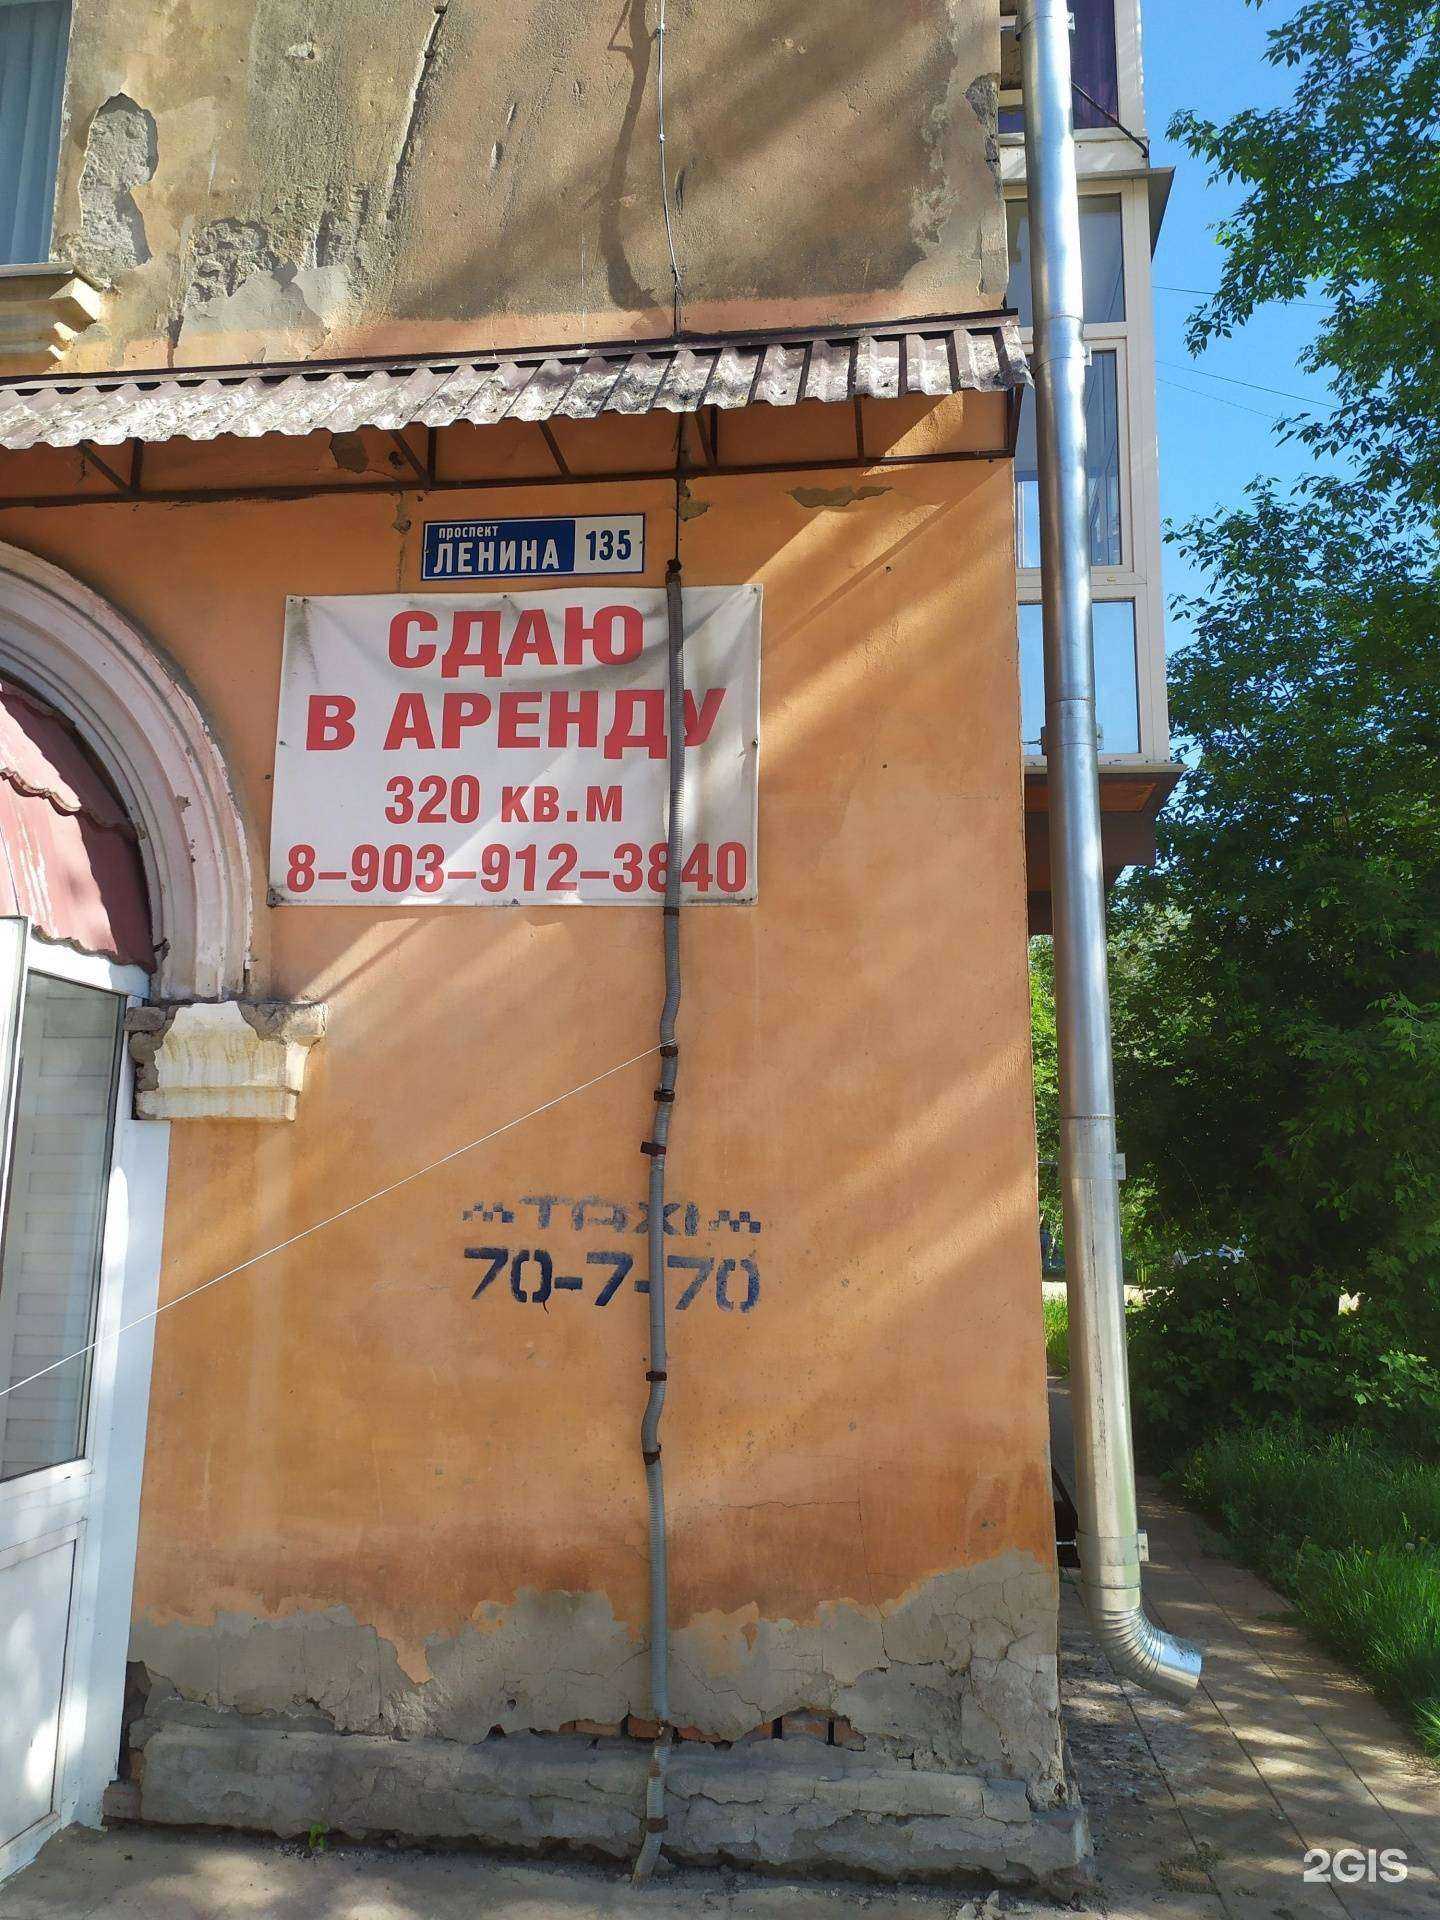 проспект
ЛЕНИНА 135
СДАЮ
В АРЕНДУ
320 кв.м
8-903-912-3840
TAXI
70-7-70
2GIS